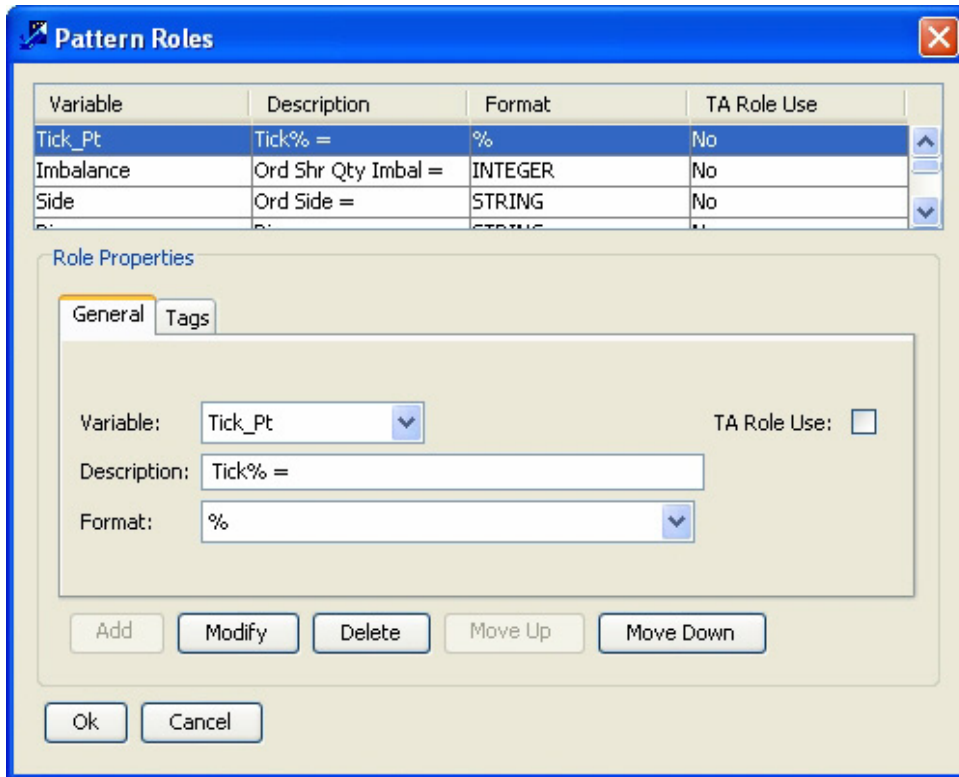 Pattern Roles
Variable Description Format TA Role Use
Tick_Pt Tick% = % No
Imbalance Ord Shr Qty Imbal = INTEGER No
Side Ord Side = STRING No
Role Properties
General Tags
Variable: Tick_Pt TA Role Use:
Description: Tick% =
Format: %
Add Modify Delete Move Up Move Down
Ok Cancel